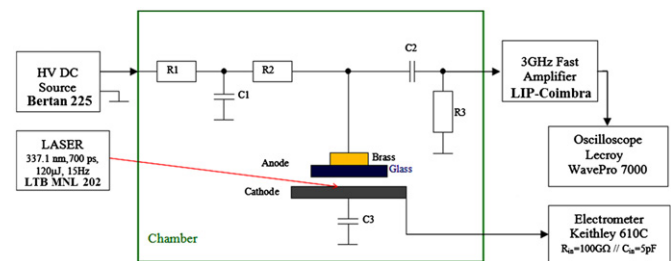 HV DC
Source
Bertan 225
LASER
337.1 nm,700 ps,
120μJ, 15Hz
LTB MNL 202
R1
R2
C1
C2
R3
Anode
Brass
Glass
Cathode
C3
Chamber
3GHz Fast
Amplifier
LIP-Coimbra
Oscilloscope
Lecroy
WavePro 7000
Electrometer
Keithley 610C
Rin=100GΩ // Cin=5pF